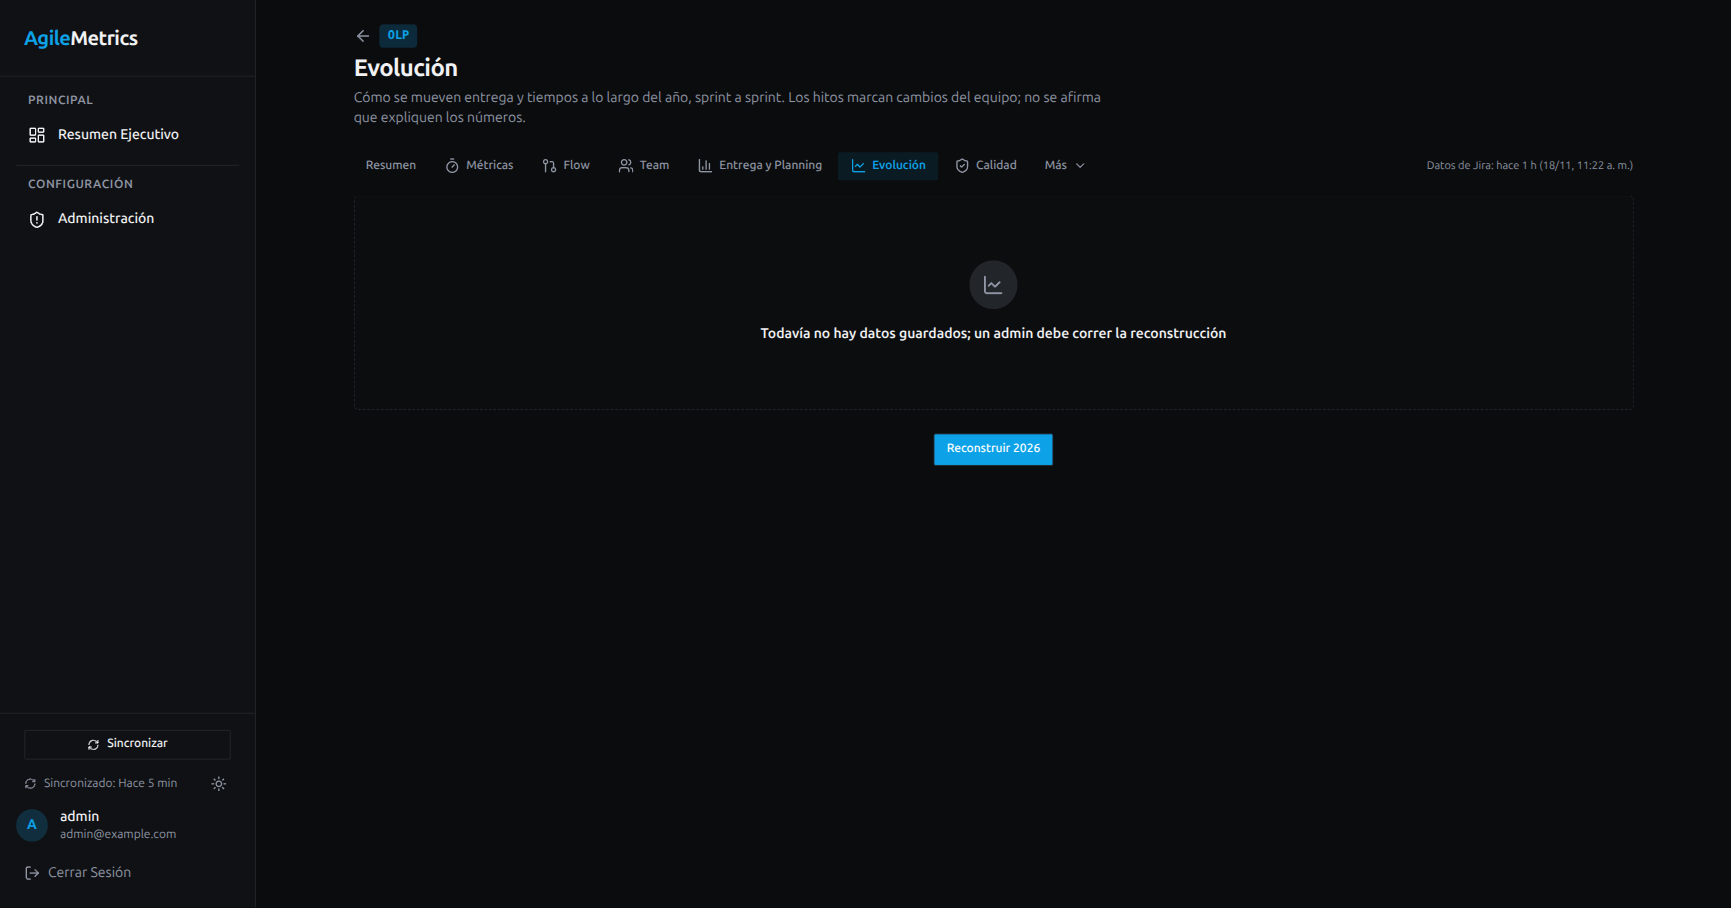 AgileMetrics
PRINCIPAL
Resumen Ejecutivo
CONFIGURACIÓN
Administración
Sincronizar
Sincronizado: Hace 5 min
A
admin
admin@example.com
Cerrar Sesión
OLP
Evolución
Cómo se mueven entrega y tiempos a lo largo del año, sprint a sprint. Los hitos marcan cambios del equipo; no se afirma
que expliquen los números.
Resumen Métricas Flow Team Entrega y Planning Evolución Calidad Más Datos de Jira: hace 1 h (18/11, 11:22 a. m.)
Todavía no hay datos guardados; un admin debe correr la reconstrucción
Reconstruir 2026